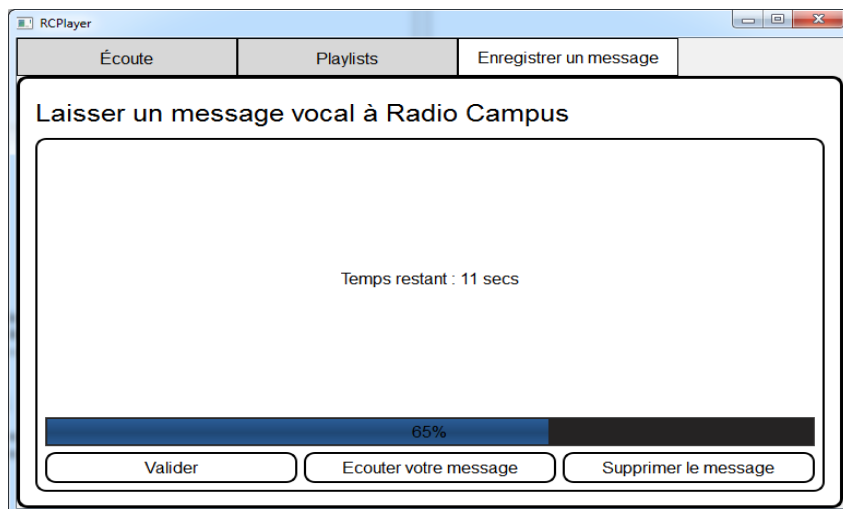 RCPlayer
Écoute Playlists Enregistrer un message
Laisser un message vocal à Radio Campus
Temps restant : 11 secs
65%
Valider Ecouter votre message Supprimer le message